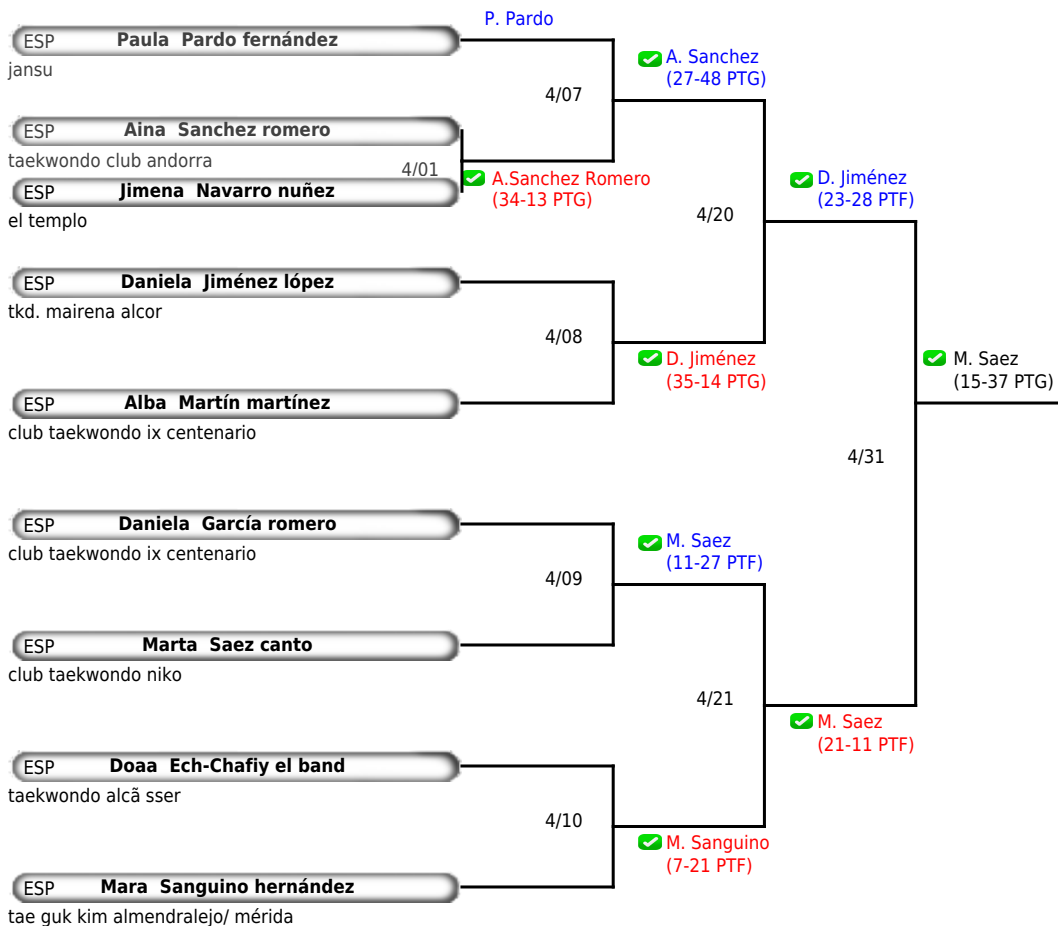 P. Pardo
ESP Paula Pardo fernández
jansu
A. Sanchez
(27-48 PTG)
4/07
ESP Aina Sanchez romero
taekwondo club andorra
4/01
A.Sanchez Romero
(34-13 PTG)
ESP Jimena Navarro nuñez
el templo
D. Jiménez
(23-28 PTF)
4/20
ESP Daniela Jiménez lópez
tkd. mairena alcor
4/08
D. Jiménez
(35-14 PTG)
M. Saez
(15-37 PTG)
ESP Alba Martín martínez
club taekwondo ix centenario
4/31
ESP Daniela García romero
club taekwondo ix centenario
M. Saez
(11-27 PTF)
4/09
ESP Marta Saez canto
club taekwondo niko
4/21
M. Saez
(21-11 PTF)
ESP Doaa Ech-Chafiy el band
taekwondo alcã sser
4/10
M. Sanguino
(7-21 PTF)
ESP Mara Sanguino hernández
tae guk kim almendralejo/ mérida